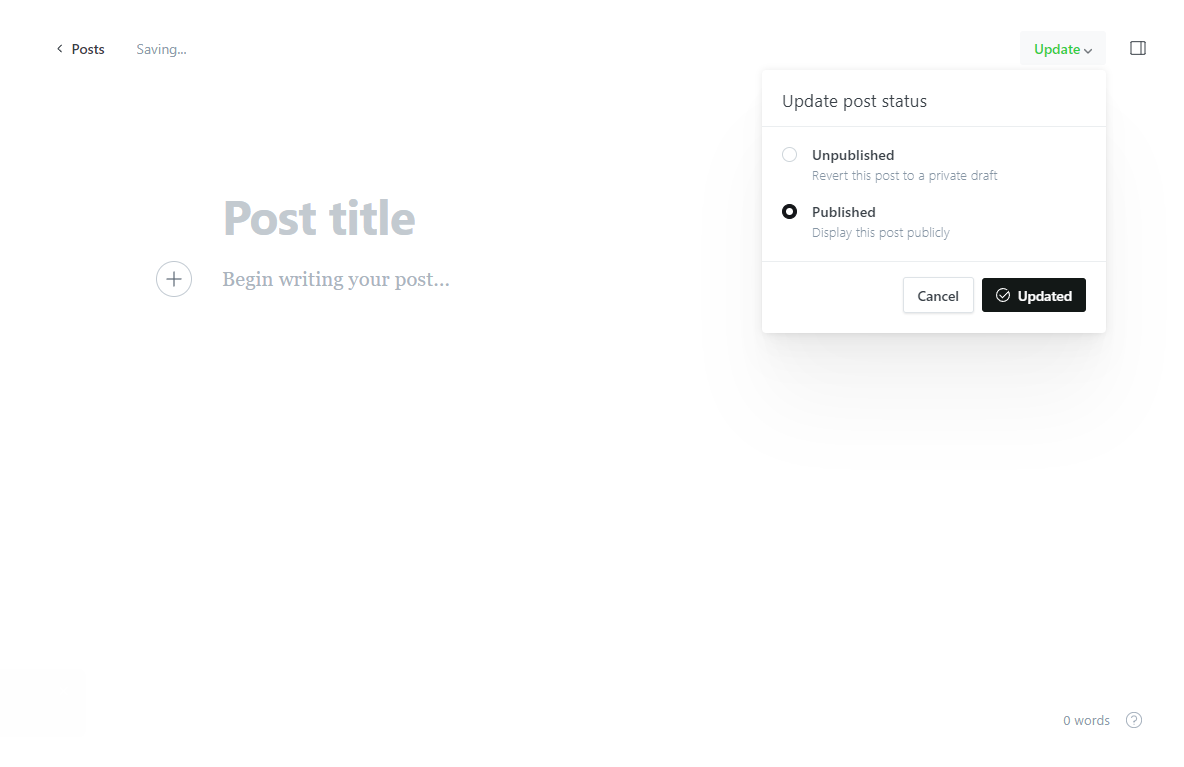 Posts
Saving...
Update
Update post status
Unpublished
Revert this post to a private draft
Published
Display this post publicly
Cancel
Updated
Post title
Begin writing your post...
0 words
?